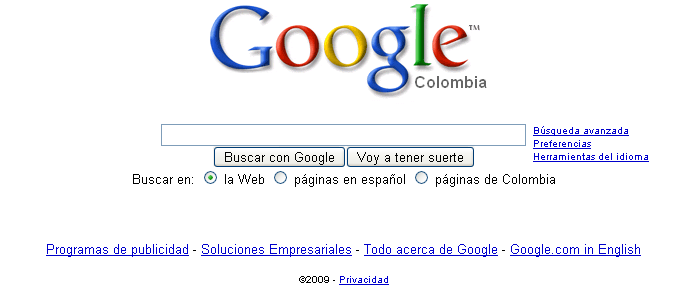 Google™
Colombia
Búsqueda avanzada
Preferencias
Herramientas del idioma
Buscar con Google Voy a tener suerte
Buscar en: la Web páginas en español páginas de Colombia
Programas de publicidad - Soluciones Empresariales - Todo acerca de Google - Google.com in English
©2009 - Privacidad